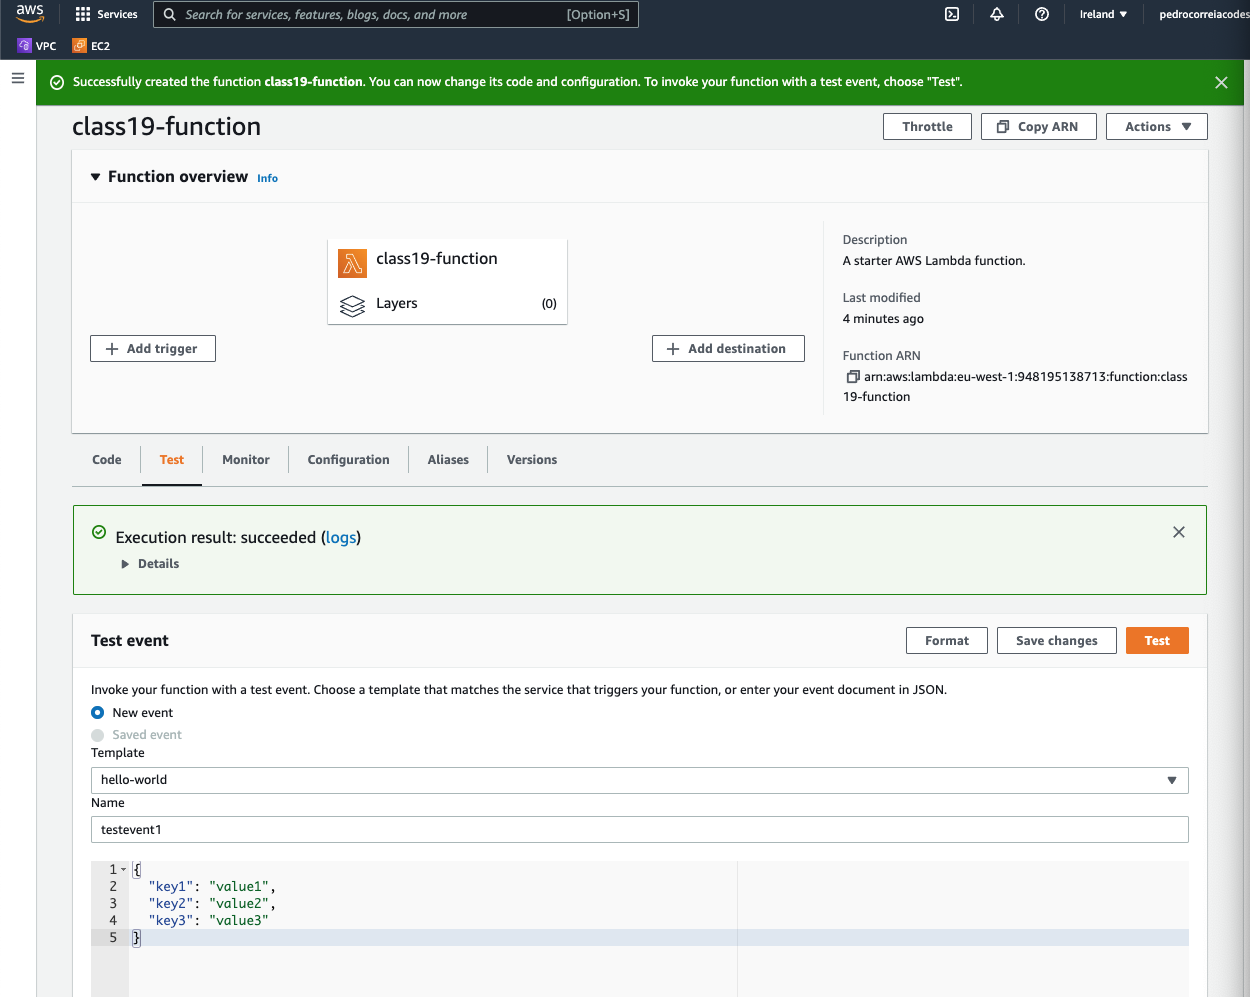 aws
Services
Search for services, features, blogs, docs, and more
[Option+S]
Ireland ▼
pedrocorreiacodes
VPC
EC2
Successfully created the function class19-function. You can now change its code and configuration. To invoke your function with a test event, choose "Test".
class19-function
Throttle
Copy ARN
Actions ▼
▼ Function overview Info
class19-function
Layers (0)
+ Add trigger
+ Add destination
Description
A starter AWS Lambda function.
Last modified
4 minutes ago
Function ARN
arn:aws:lambda:eu-west-1:948195138713:function:class
19-function
Code
Test
Monitor
Configuration
Aliases
Versions
Execution result: succeeded (logs)
▶ Details
Test event
Format
Save changes
Test
Invoke your function with a test event. Choose a template that matches the service that triggers your function, or enter your event document in JSON.
New event
Saved event
Template
hello-world
Name
testevent1
1 {
2 "key1": "value1",
3 "key2": "value2",
4 "key3": "value3"
5 }